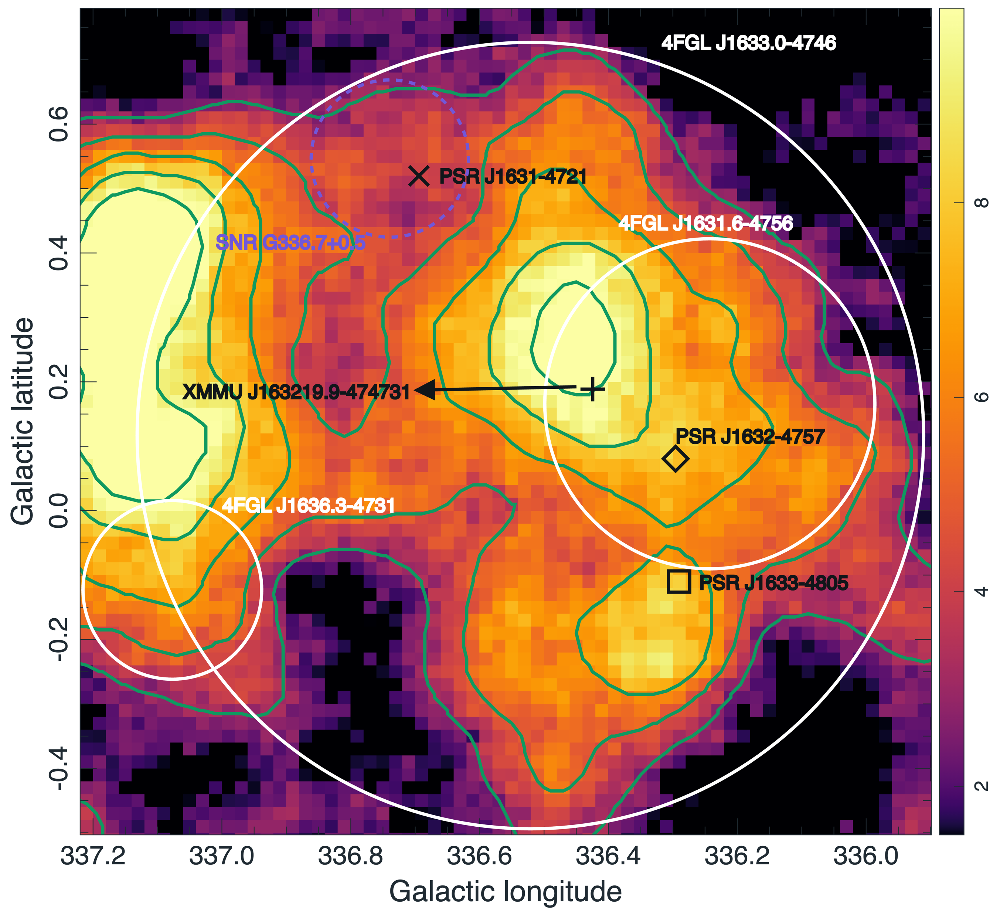 4FGL J1633.0-4746
PSR J1631-4721
4FGL J1631.6-4756
SNR G336.7+0.5
XMMU J163219.9-474731
PSR J1632-4757
4FGL J1636.3-4731
PSR J1633-4805
0.6
0.4
0.2
0.0
-0.2
-0.4
Galactic latitude
337.2 337.0 336.8 336.6 336.4 336.2 336.0
Galactic longitude
8
6
4
2